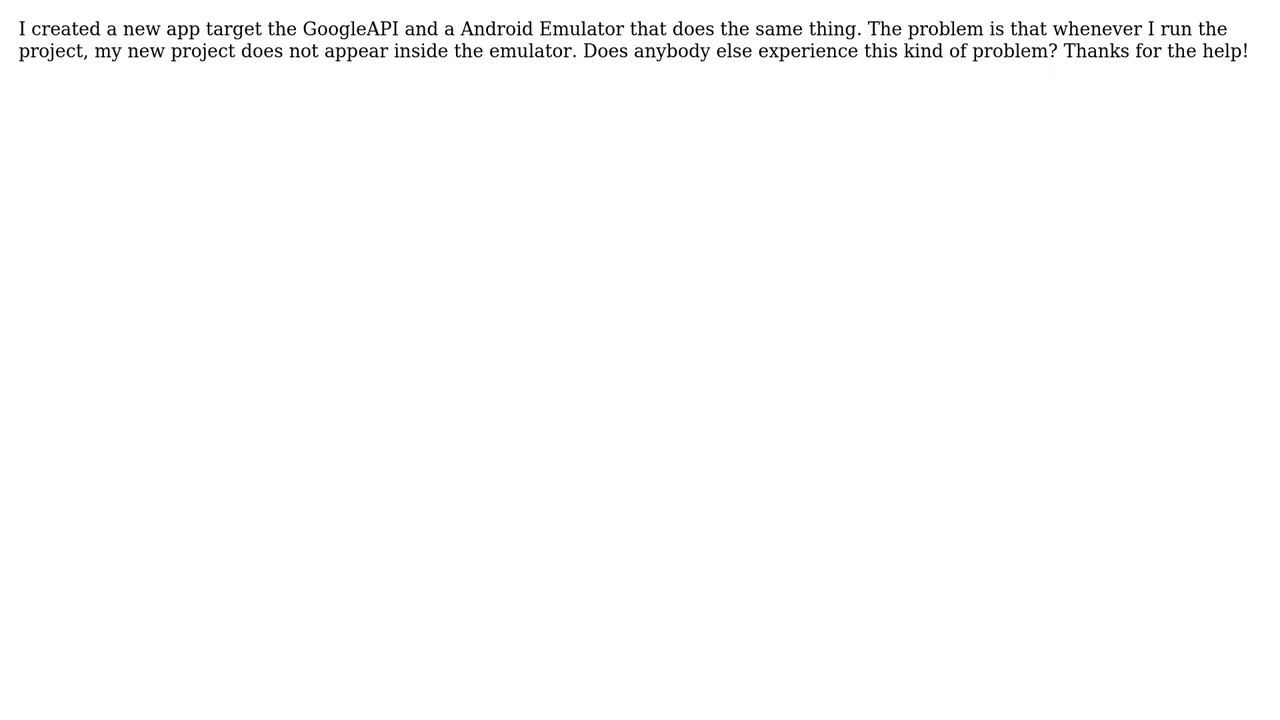 I created a new app target the GoogleAPI and a Android Emulator that does the same thing. The problem is that whenever I run the
project, my new project does not appear inside the emulator. Does anybody else experience this kind of problem? Thanks for the help!